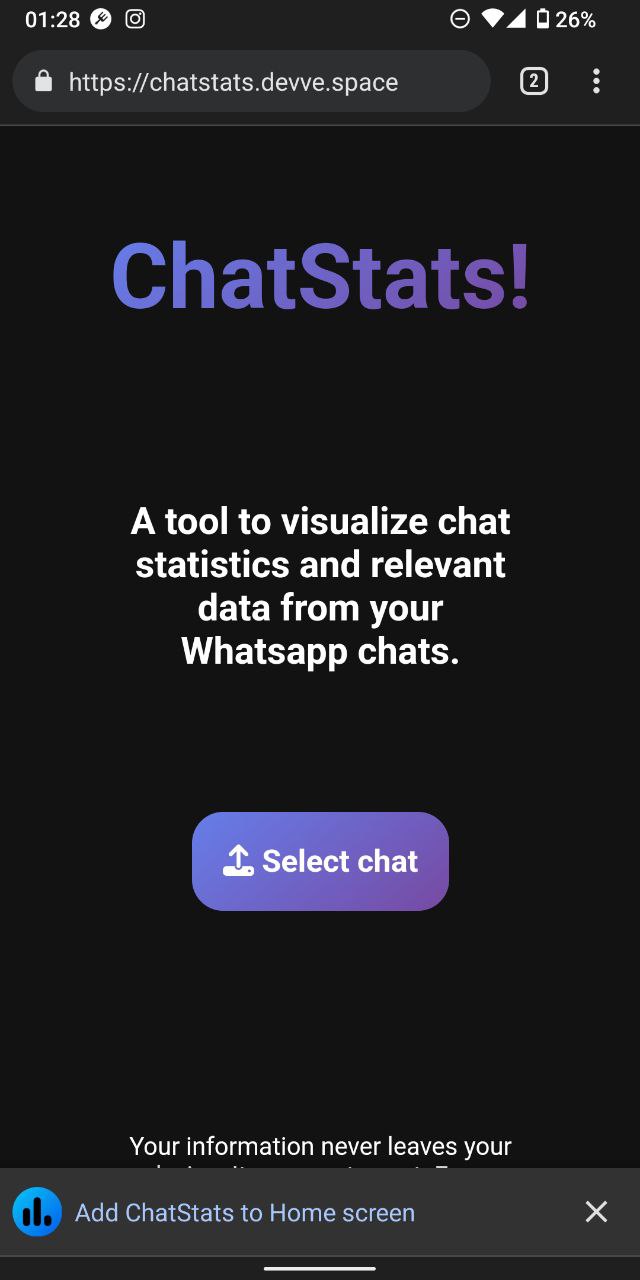 01:28
26%
https://chatstats.devve.space
2
ChatStats!
A tool to visualize chat
statistics and relevant
data from your
Whatsapp chats.
Select chat
Your information never leaves your
Add ChatStats to Home screen